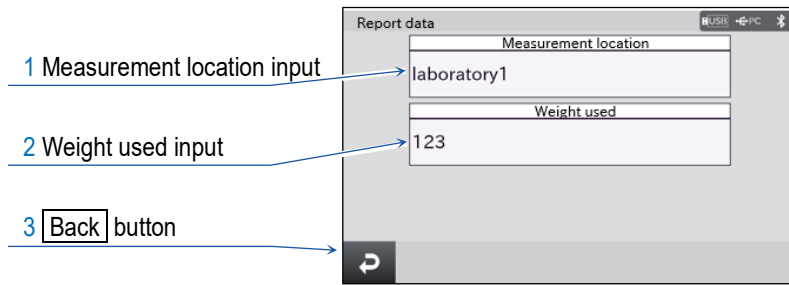 Report data
USB PC
Measurement location
1 Measurement location input
laboratory1
Weight used
2 Weight used input
123
3 Back button